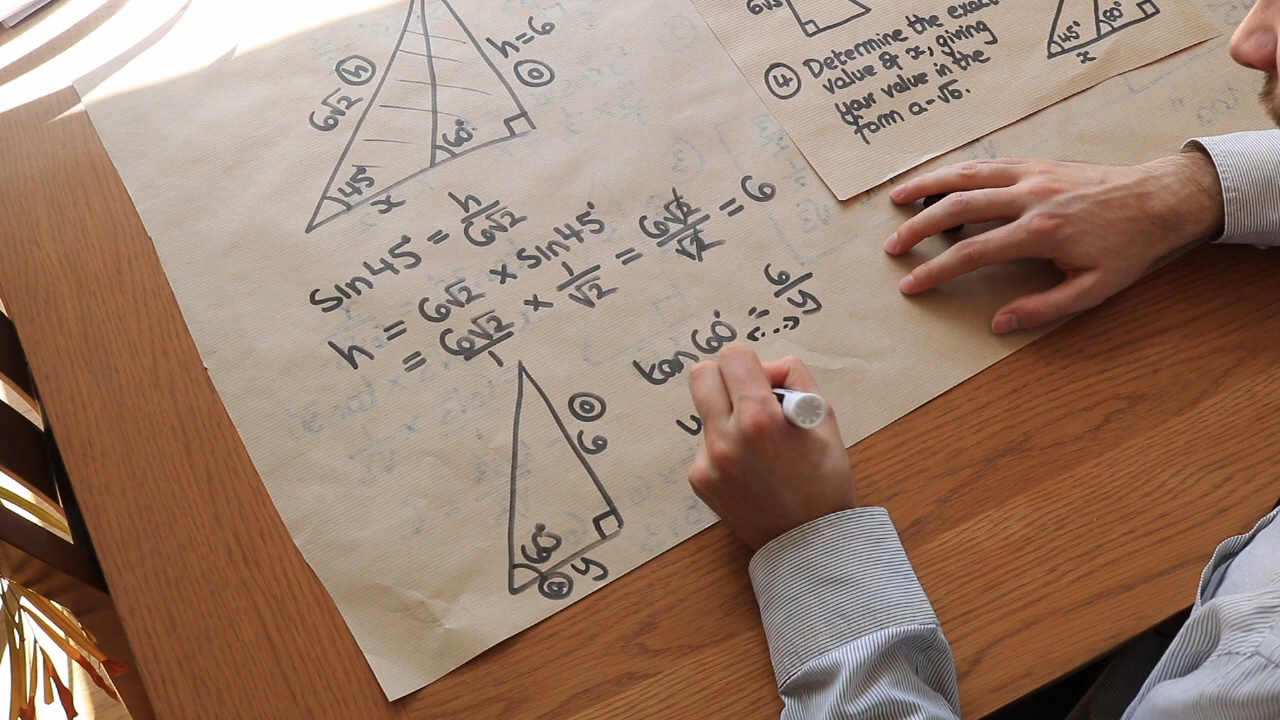 6√3
④ Determine the exact
value of x, giving
your value in the
form a-√b.
45°
60°
x
6√2
h
h=6
o
45°
60°
x
sin45 = h/6√2
h = 6√2 × sin45°
= 6√2/1 × 1/√2 = 6√2/√2 = 6
o
6
60°
a
y
tan60° = 6/y